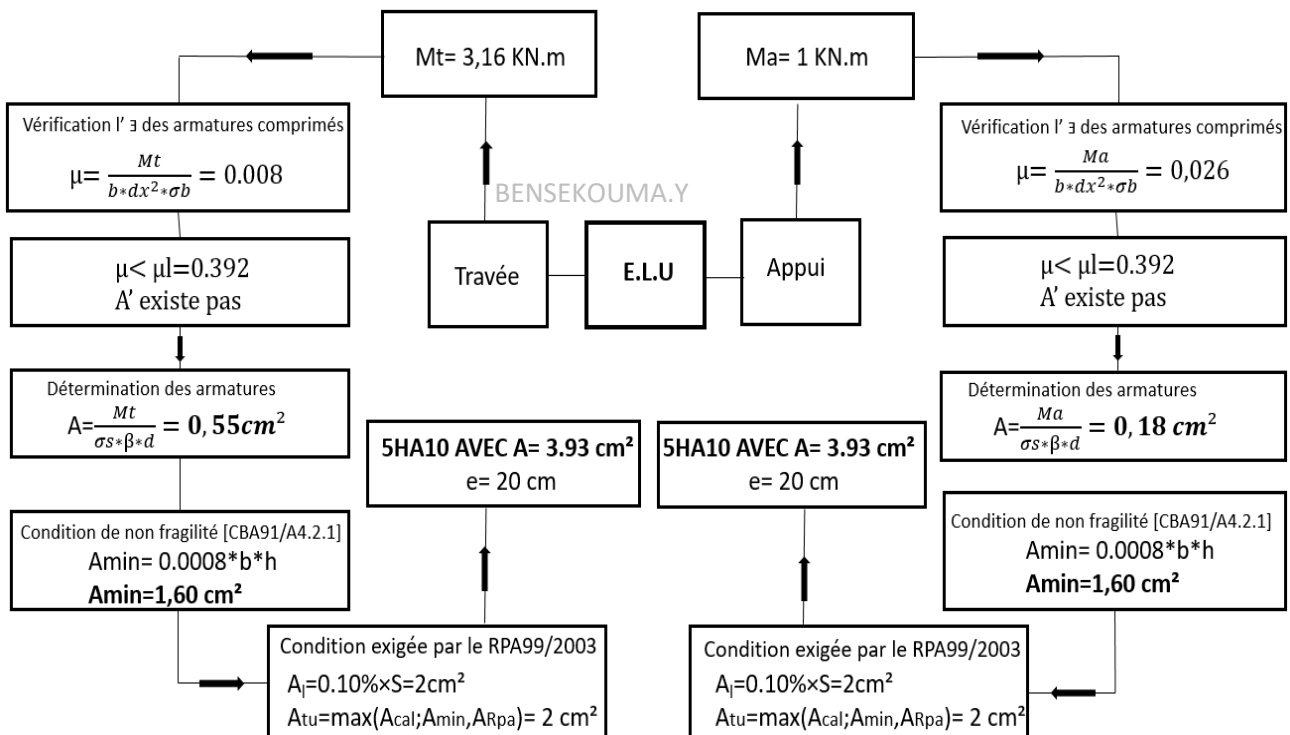 Mt= 3,16 KN.m
Ma= 1 KN.m
Vérification l’ ∃ des armatures comprimés
μ= Mt / b∗dx²∗σb = 0.008
Vérification l’ ∃ des armatures comprimés
μ= Ma / b∗dx²∗σb = 0,026
BENSEKOUMA.Y
μ< μl=0.392
A’ existe pas
Travée
E.L.U
Appui
μ< μl=0.392
A’ existe pas
Détermination des armatures
A= Mt / σs∗β∗d = 0,55cm²
Détermination des armatures
A= Ma / σs∗β∗d = 0,18 cm²
5HA10 AVEC A= 3.93 cm²
e= 20 cm
5HA10 AVEC A= 3.93 cm²
e= 20 cm
Condition de non fragilité [CBA91/A4.2.1]
Amin= 0.0008*b*h
Amin=1,60 cm²
Condition de non fragilité [CBA91/A4.2.1]
Amin= 0.0008*b*h
Amin=1,60 cm²
Condition exigée par le RPA99/2003
Al=0.10%×S=2cm²
Atu=max(Acal;Amin,ARpa)= 2 cm²
Condition exigée par le RPA99/2003
Al=0.10%×S=2cm²
Atu=max(Acal;Amin,ARpa)= 2 cm²